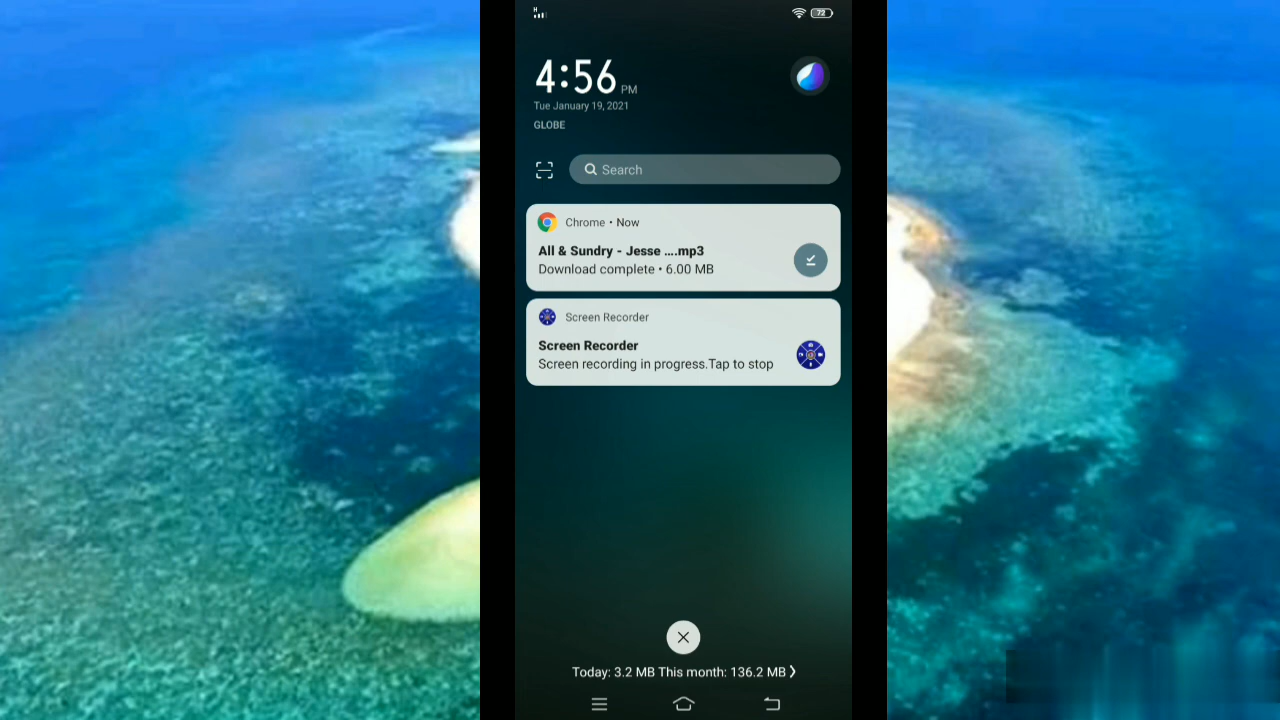 H
72
4:56 PM
Tue January 19, 2021
GLOBE
Search
Chrome • Now
All & Sundry - Jesse ....mp3
Download complete • 6.00 MB
Screen Recorder
Screen Recorder
Screen recording in progress.Tap to stop
Today: 3.2 MB This month: 136.2 MB ❯